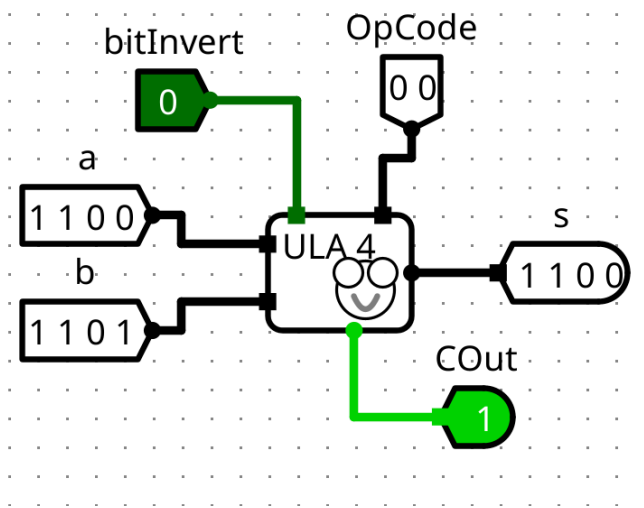 bitInvert
OpCode
0
0 0
a
1 1 0 0
ULA 4
s
1 1 0 0
b
1 1 0 1
COut
1